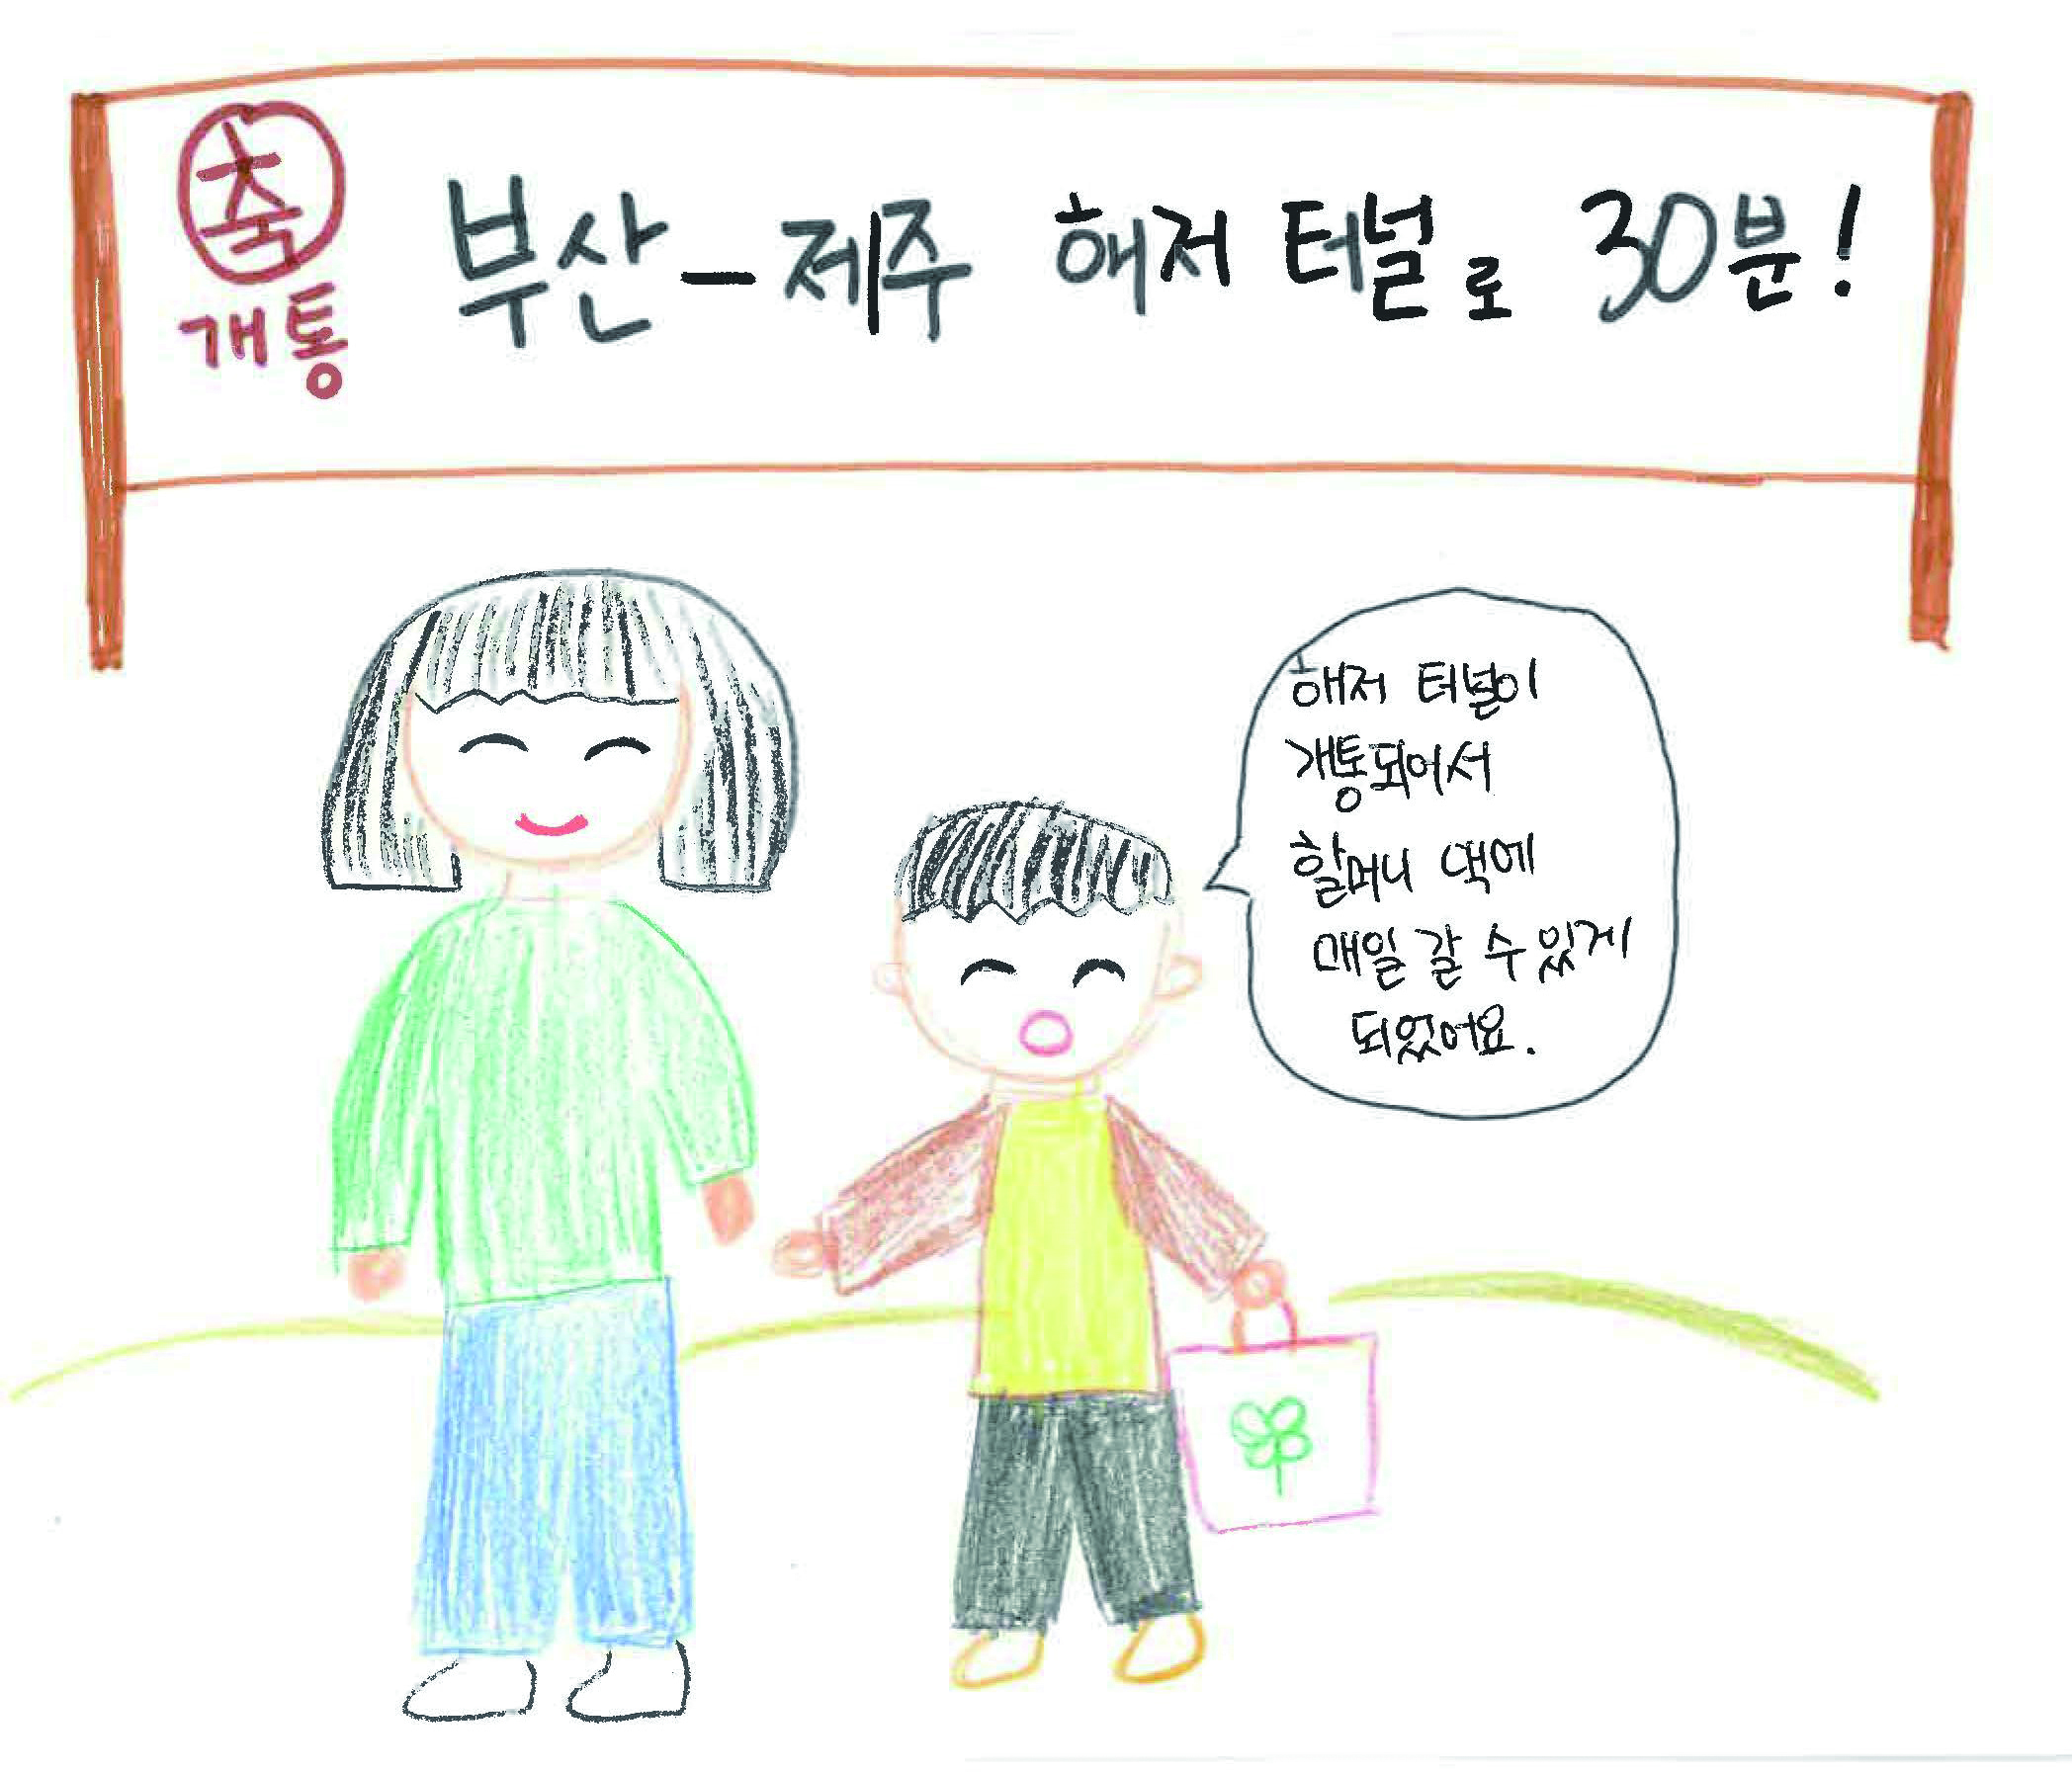 축
개통
부산-제주 해저 터널로 30분!
해저 터널이
개통되어서
할머니 댁에
매일 갈 수 있게
되었어요.